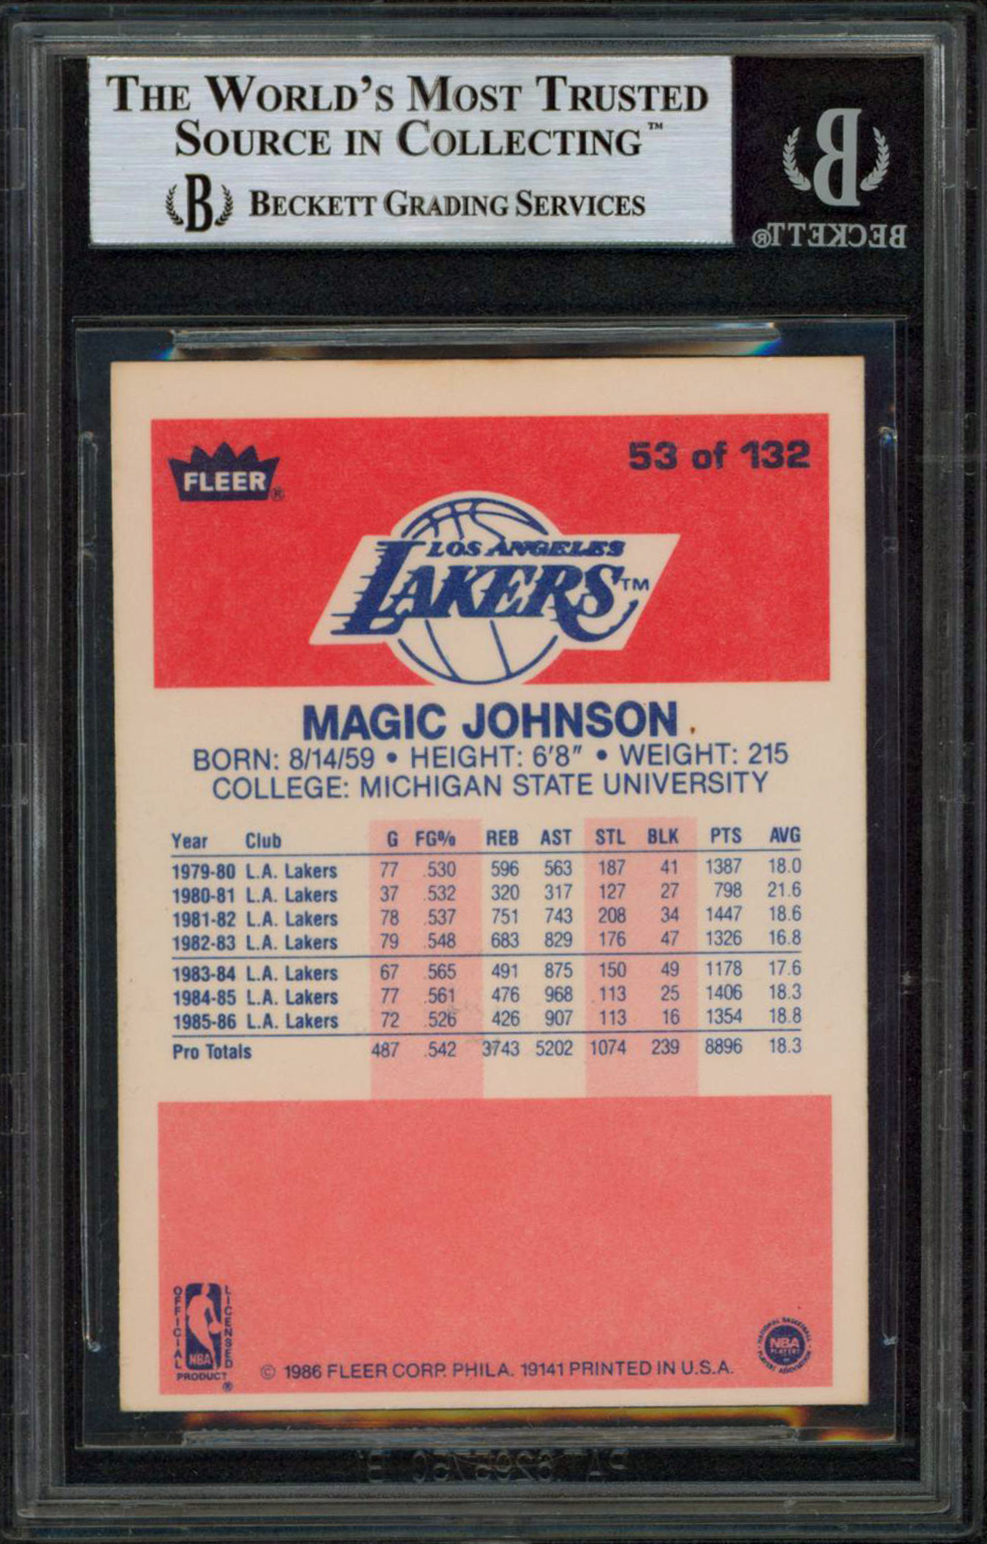 THE WORLD'S MOST TRUSTED
SOURCE IN COLLECTING™
B BECKETT GRADING SERVICES
B
BECKETT®
FLEER®
53 of 132
LOS ANGELES
LAKERS™
MAGIC JOHNSON
BORN: 8/14/59 • HEIGHT: 6'8" • WEIGHT: 215
COLLEGE: MICHIGAN STATE UNIVERSITY
Year Club G FG% REB AST STL BLK PTS AVG
1979-80 L.A. Lakers 77 .530 596 563 187 41 1387 18.0
1980-81 L.A. Lakers 37 .532 320 317 127 27 798 21.6
1981-82 L.A. Lakers 78 .537 751 743 208 34 1447 18.6
1982-83 L.A. Lakers 79 .548 683 829 176 47 1326 16.8
1983-84 L.A. Lakers 67 .565 491 875 150 49 1178 17.6
1984-85 L.A. Lakers 77 .561 476 968 113 25 1406 18.3
1985-86 L.A. Lakers 72 .526 426 907 113 16 1354 18.8
Pro Totals 487 .542 3743 5202 1074 239 8896 18.3
OFFICIAL
NBA
LICENSED
PRODUCT®
© 1986 FLEER CORP. PHILA. 19141 PRINTED IN U.S.A.
NATIONAL BASKETBALL
NBA
PLAYERS
PLAYERS ASSOCIATION